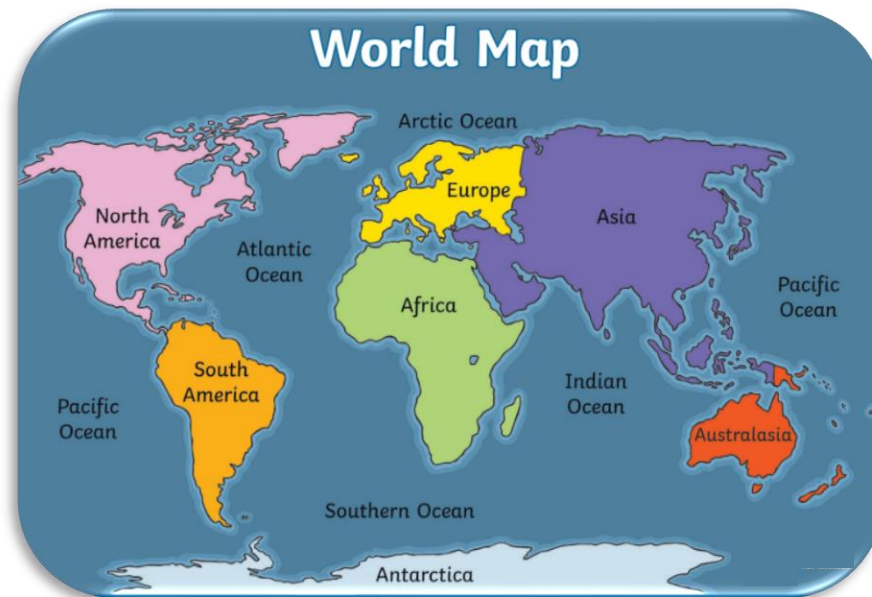 World Map
Arctic Ocean
North
America
Europe
Asia
Atlantic
Ocean
Pacific
Ocean
Africa
South
America
Indian
Ocean
Pacific
Ocean
Australasia
Southern Ocean
Antarctica